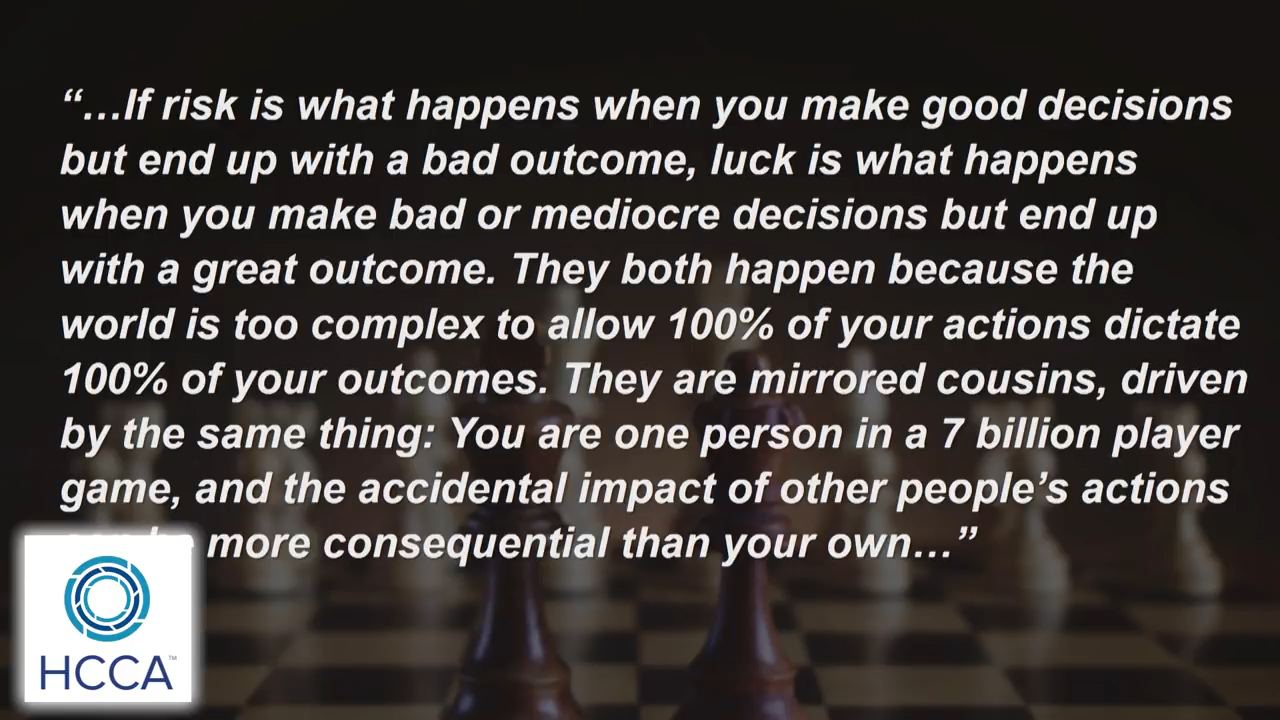 “…If risk is what happens when you make good decisions
but end up with a bad outcome, luck is what happens
when you make bad or mediocre decisions but end up
with a great outcome. They both happen because the
world is too complex to allow 100% of your actions dictate
100% of your outcomes. They are mirrored cousins, driven
by the same thing: You are one person in a 7 billion player
game, and the accidental impact of other people’s actions
more consequential than your own…”
HCCA™